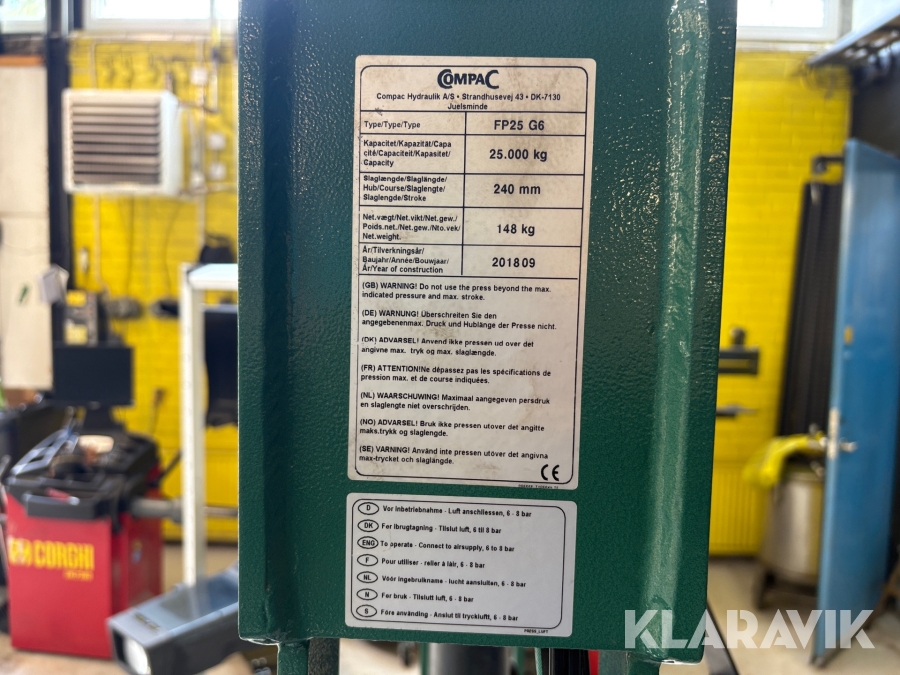 COMPAC
Compac Hydraulik A/S • Strandhusevej 43 • DK-7130
Juelsminde
Type/Type/Type FP25 G6
Kapacitet/Kapazität/Capa
cité/Capaciteit/Kapasitet/
Capacity 25.000 kg
Slaglængde/Slaglängde/
Hub/Course/Slaglengte/
Slaglengde/Stroke 240 mm
Net.vægt/Net.vikt/Net.gew./
Poids.net./Net.gew./Nto.vek/
Net.weight. 148 kg
År/Tilverkningsår/
Baujahr/Année/Bouwjaar/
År/Year of construction 201809
(GB) WARNING! Do not use the press beyond the max.
indicated pressure and max. stroke.
(DE) WARNUNG! Überschreiten Sie den
angegebenenmax. Druck und Hublänge der Presse nicht.
(DK) ADVARSEL! Anvend ikke pressen ud over det
angivne max. tryk og max. slaglængde.
(FR) ATTENTION!Ne dépassez pas les spécifications de
pression max. et de course indiquées.
(NL) WAARSCHUWING! Maximaal aangegeven persdruk
en slaglengte niet overschrijden.
(NO) ADVARSEL! Bruk ikke pressen utover det angitte
maks.trykk og slaglengde.
(SE) VARNING! Använd inte pressen utöver det angivna
max-trycket och slaglängde.
CE
D Vor inbetriebnahme - Luft anschliessen, 6 - 8 bar
DK Før ibrugtagning - Tilslut luft, 6 til 8 bar
ENG To operate - Connect to airsupply, 6 to 8 bar
F Pour utiliser - relier à láir, 6 - 8 bar
NL Vóór ingebruikname - lucht aansluiten, 6 - 8 bar
N Før bruk - Tilslutt luft, 6 - 8 bar
S Före använding - Anslut til tryckluft, 6 - 8 bar
PRESS_LUFT
CORGHI
KLARAVIK